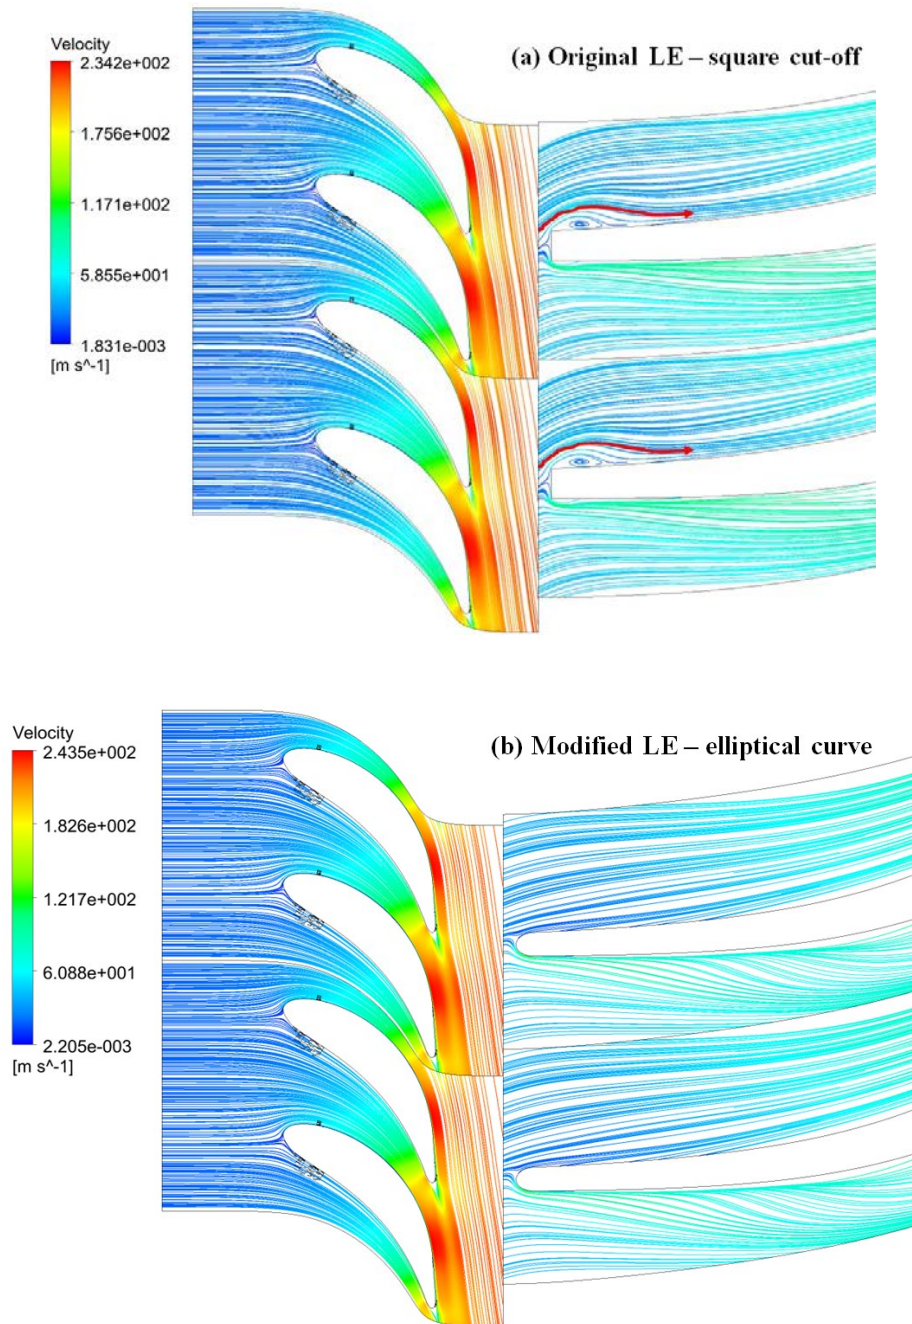 Velocity
2.342e+002
1.756e+002
1.171e+002
5.855e+001
1.831e-003
[m s^-1]
(a) Original LE – square cut-off
Velocity
2.435e+002
1.826e+002
1.217e+002
6.088e+001
2.205e-003
[m s^-1]
(b) Modified LE – elliptical curve